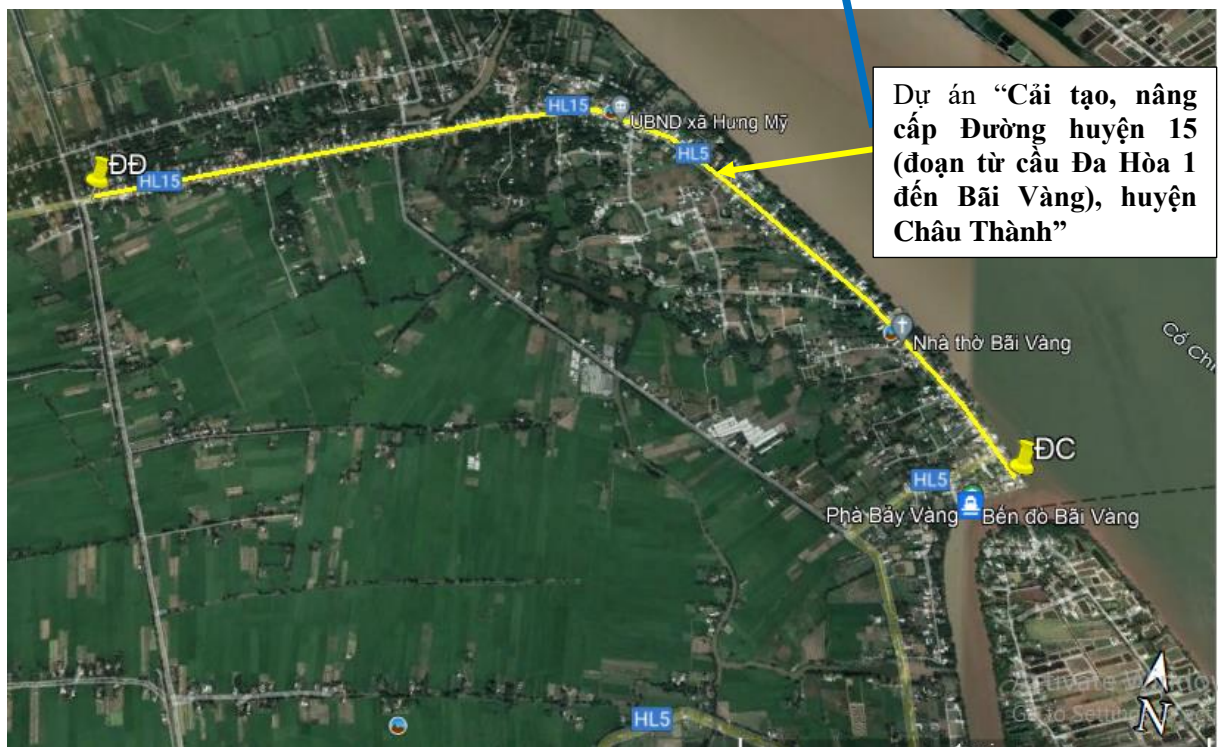 Dự án “Cải tạo, nâng
cấp Đường huyện 15
(đoạn từ cầu Đa Hòa 1
đến Bãi Vàng), huyện
Châu Thành”
HL15
UBND xã Hưng Mỹ
HL5
ĐĐ
HL15
Nhà thờ Bãi Vàng
Cổ Chi
ĐC
HL5
Phà Bãy Vàng
Bến đò Bãi Vàng
HL5
N